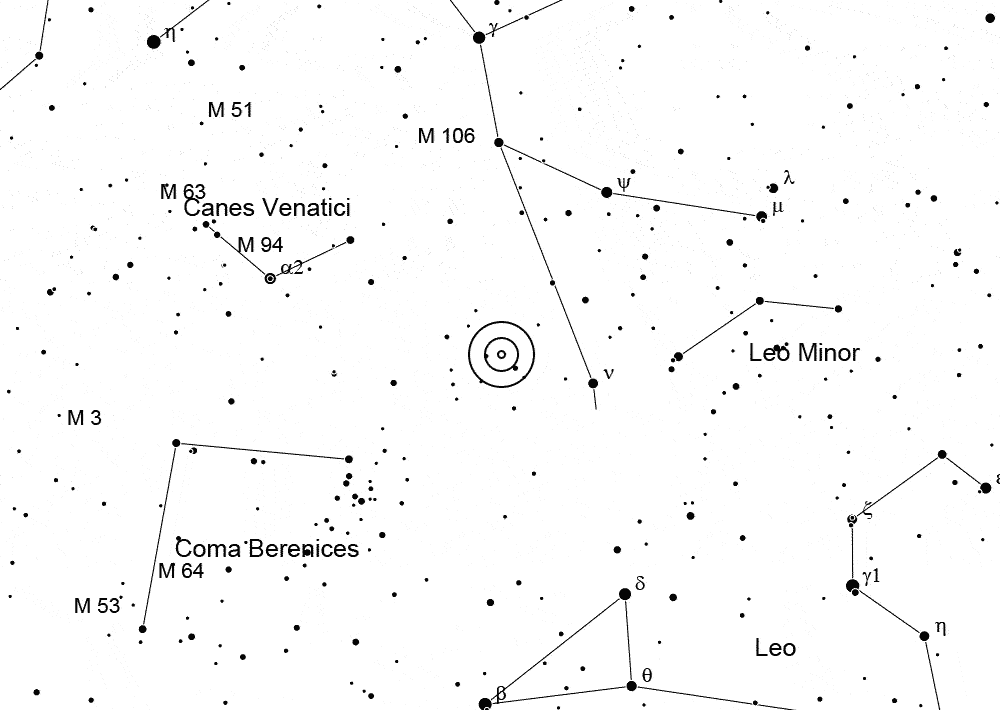 η
γ
M 51
M 106
λ
ψ
M 63
μ
Canes Venatici
M 94
α2
Leo Minor
ν
M 3
ε
ζ
Coma Berenices
M 64
γ1
δ
M 53
η
Leo
θ
β